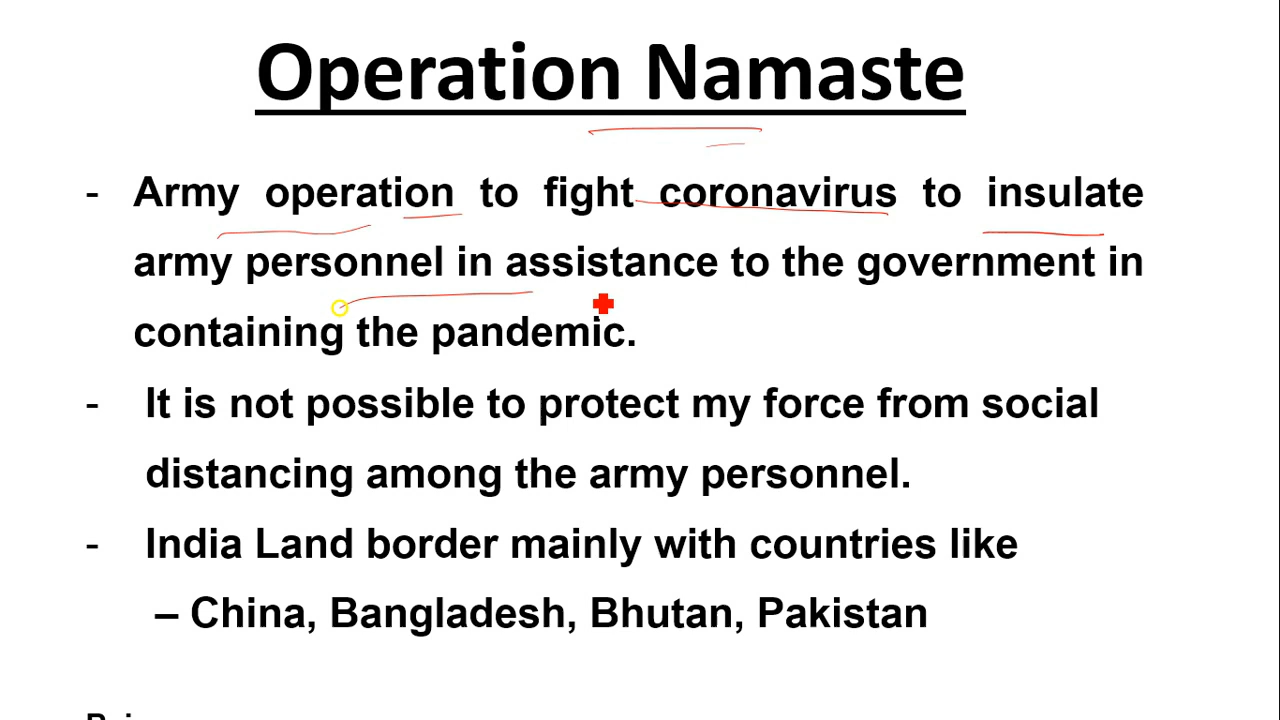 Operation Namaste
- Army operation to fight coronavirus to insulate
army personnel in assistance to the government in
containing the pandemic.
- It is not possible to protect my force from social
distancing among the army personnel.
- India Land border mainly with countries like
– China, Bangladesh, Bhutan, Pakistan